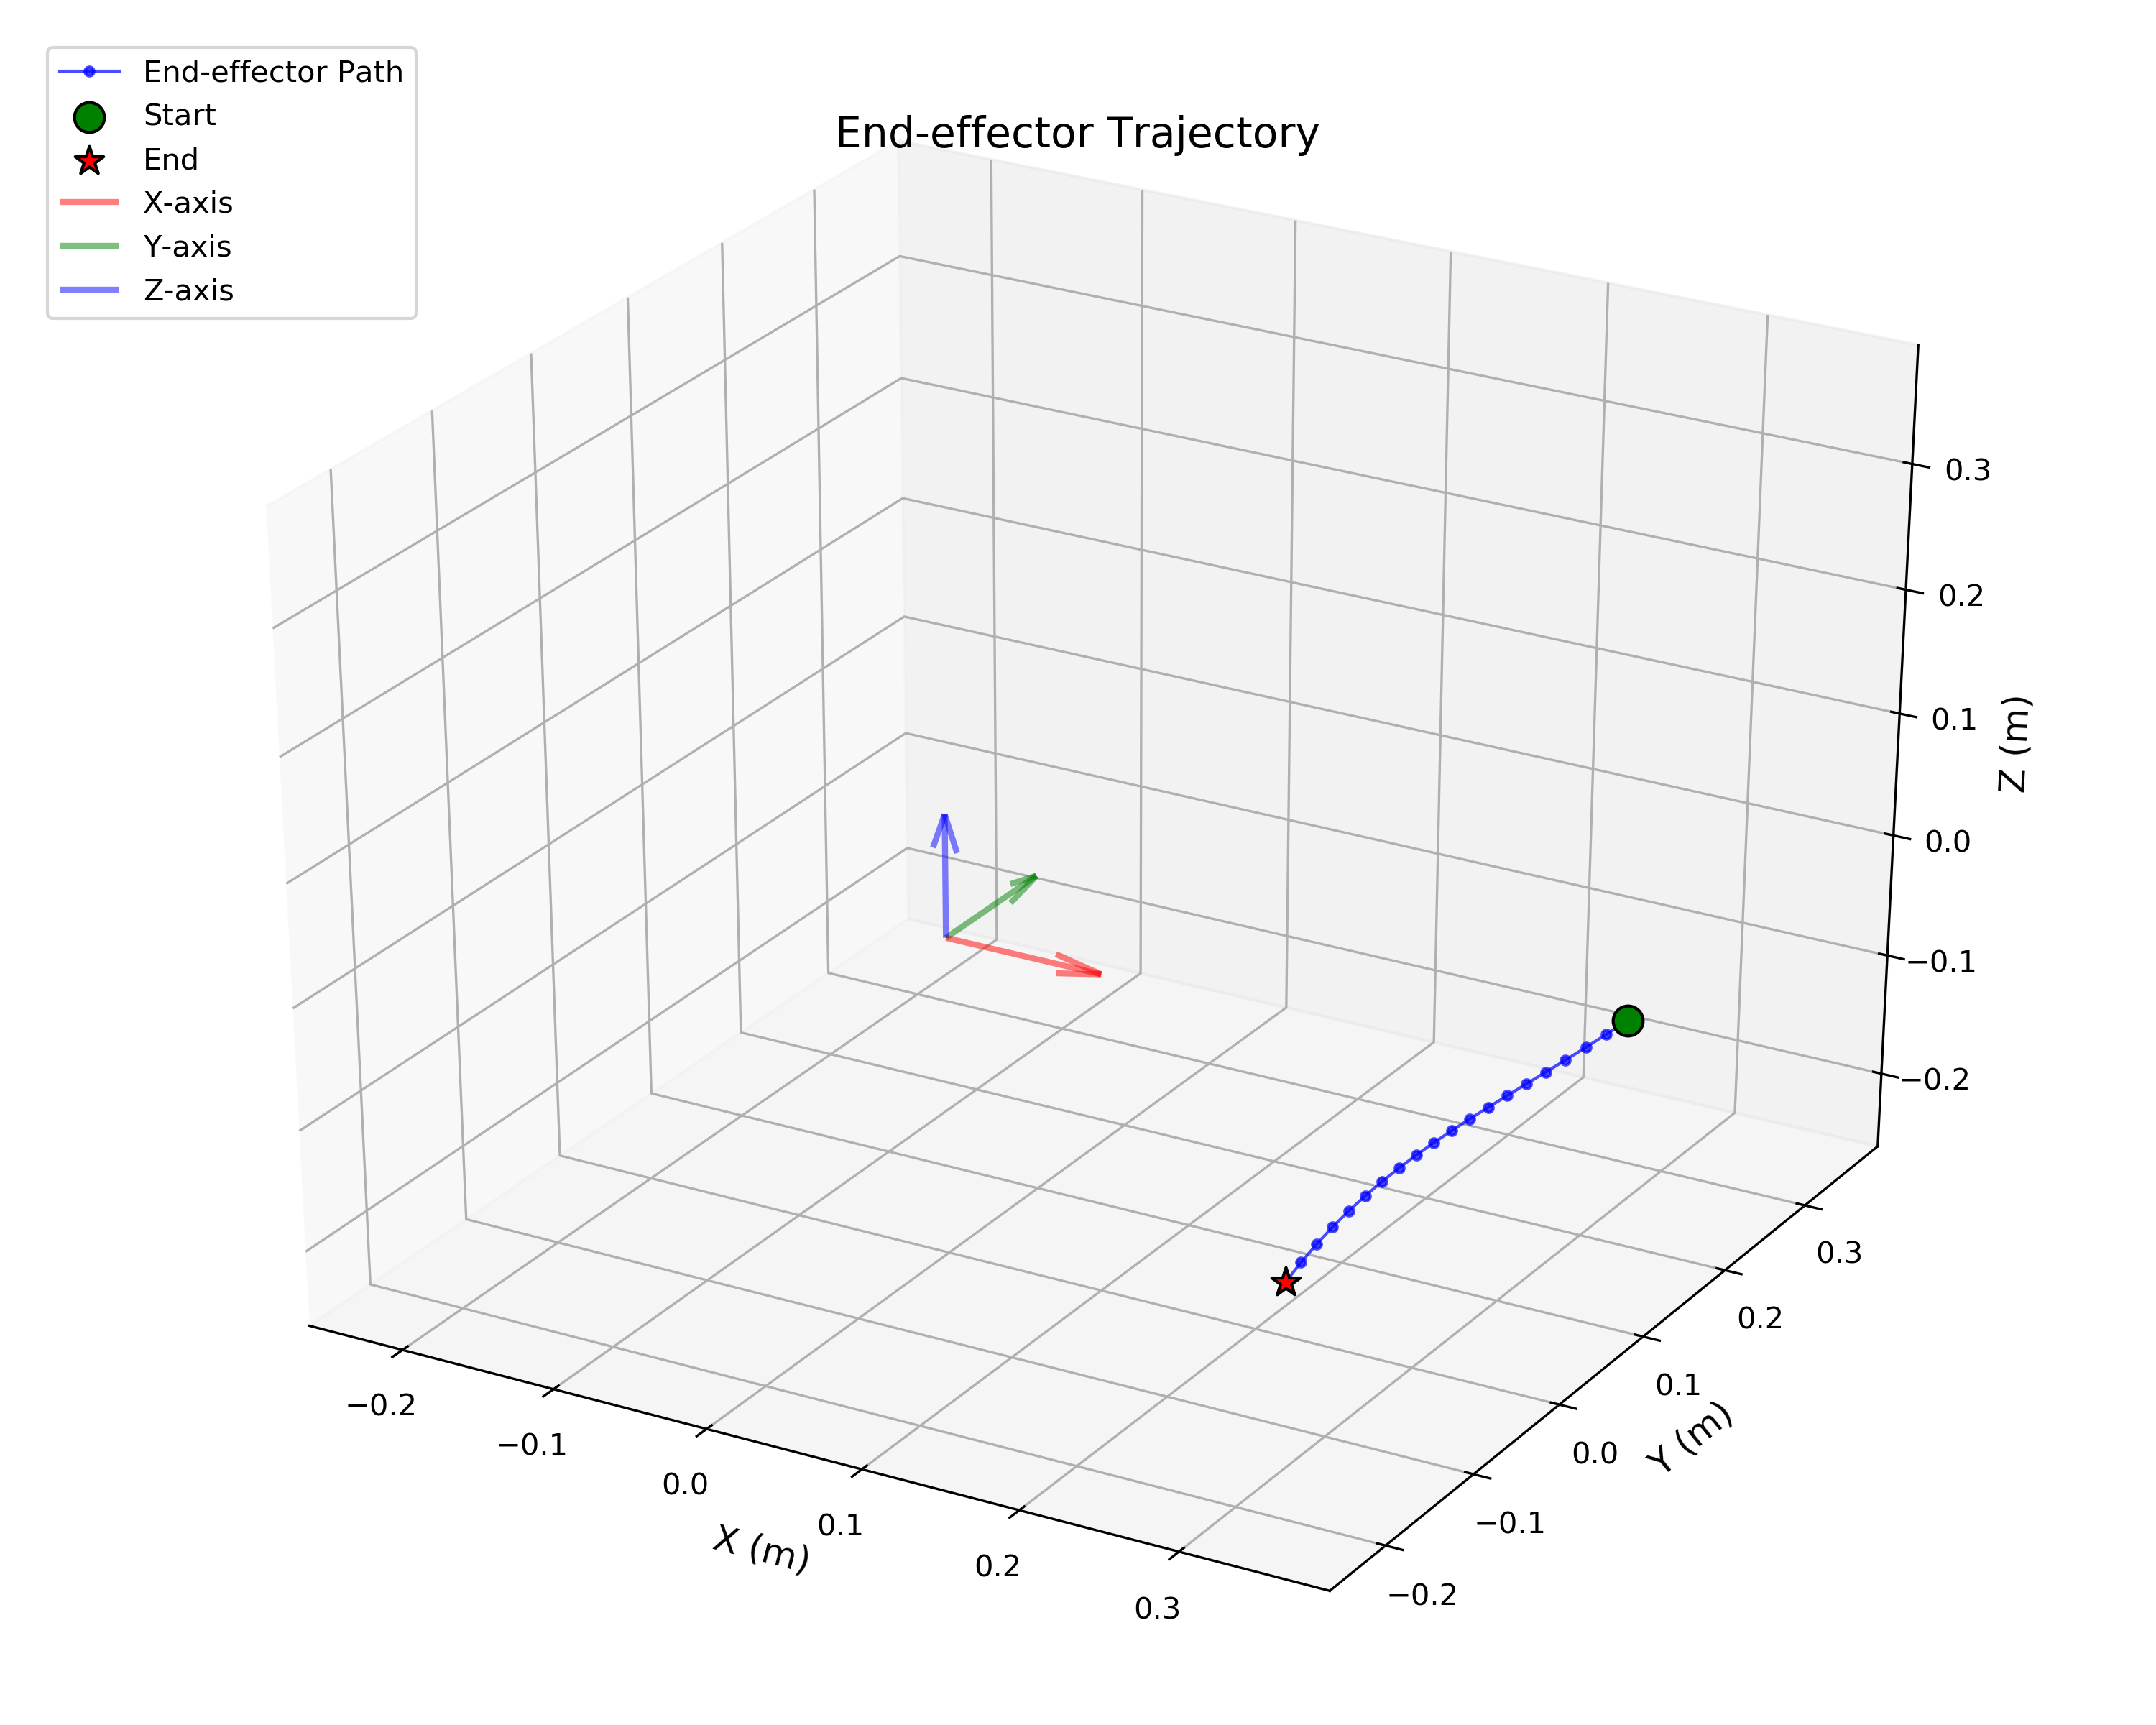 End-effector Trajectory
End-effector Path
Start
End
X-axis
Y-axis
Z-axis
0.3
0.2
0.1
0.0
−0.1
−0.2
Z (m)
0.3
0.2
0.1
0.0
−0.1
−0.2
Y (m)
−0.2
−0.1
0.0
0.1
0.2
0.3
X (m)